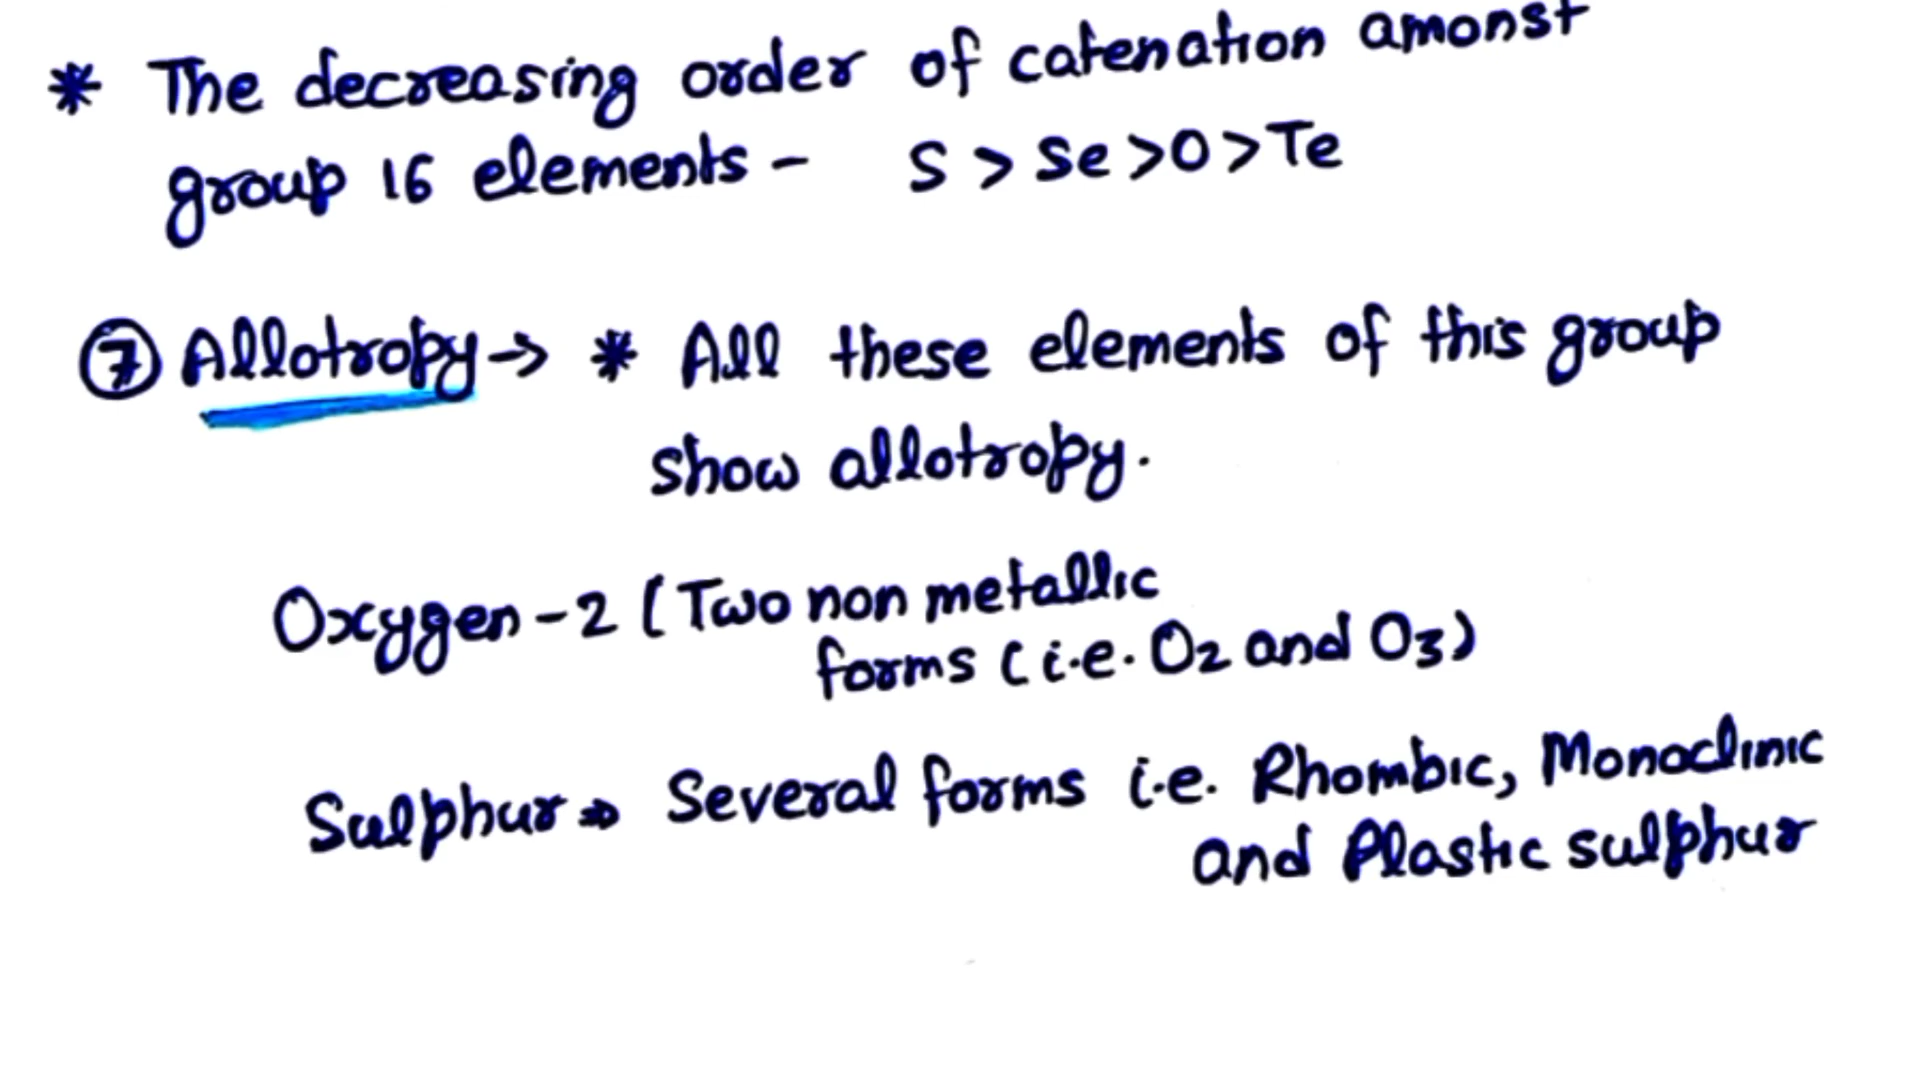 * The decreasing order of catenation amonst
group 16 elements - S > Se >O>Te
⑦ Allotropy → * All these elements of this group
show allotropy.
Oxygen - 2 ( Two non metallic
forms ( i.e. O2 and O3)
Sulphur ⇒ Several forms i.e. Rhombic, Monoclinic
and Plastic sulphur